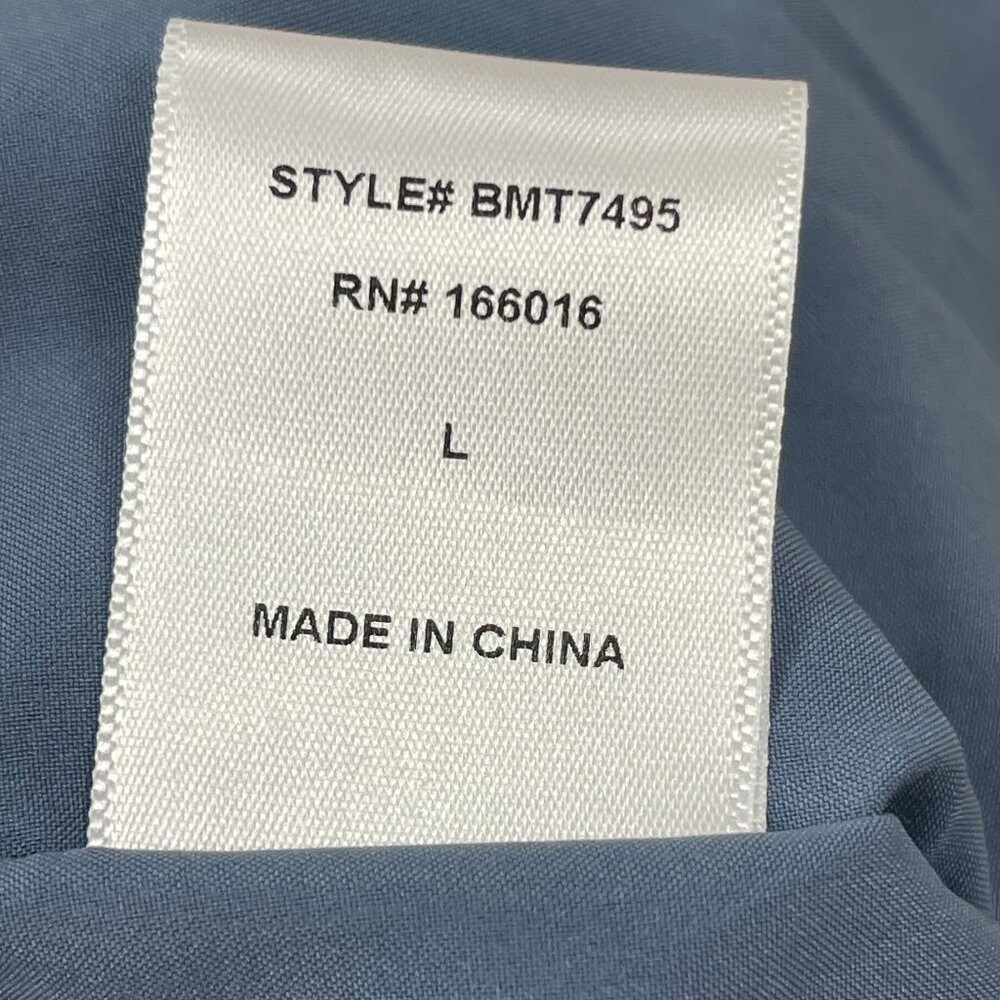 STYLE# BMT7495
RN# 166016
L
MADE IN CHINA